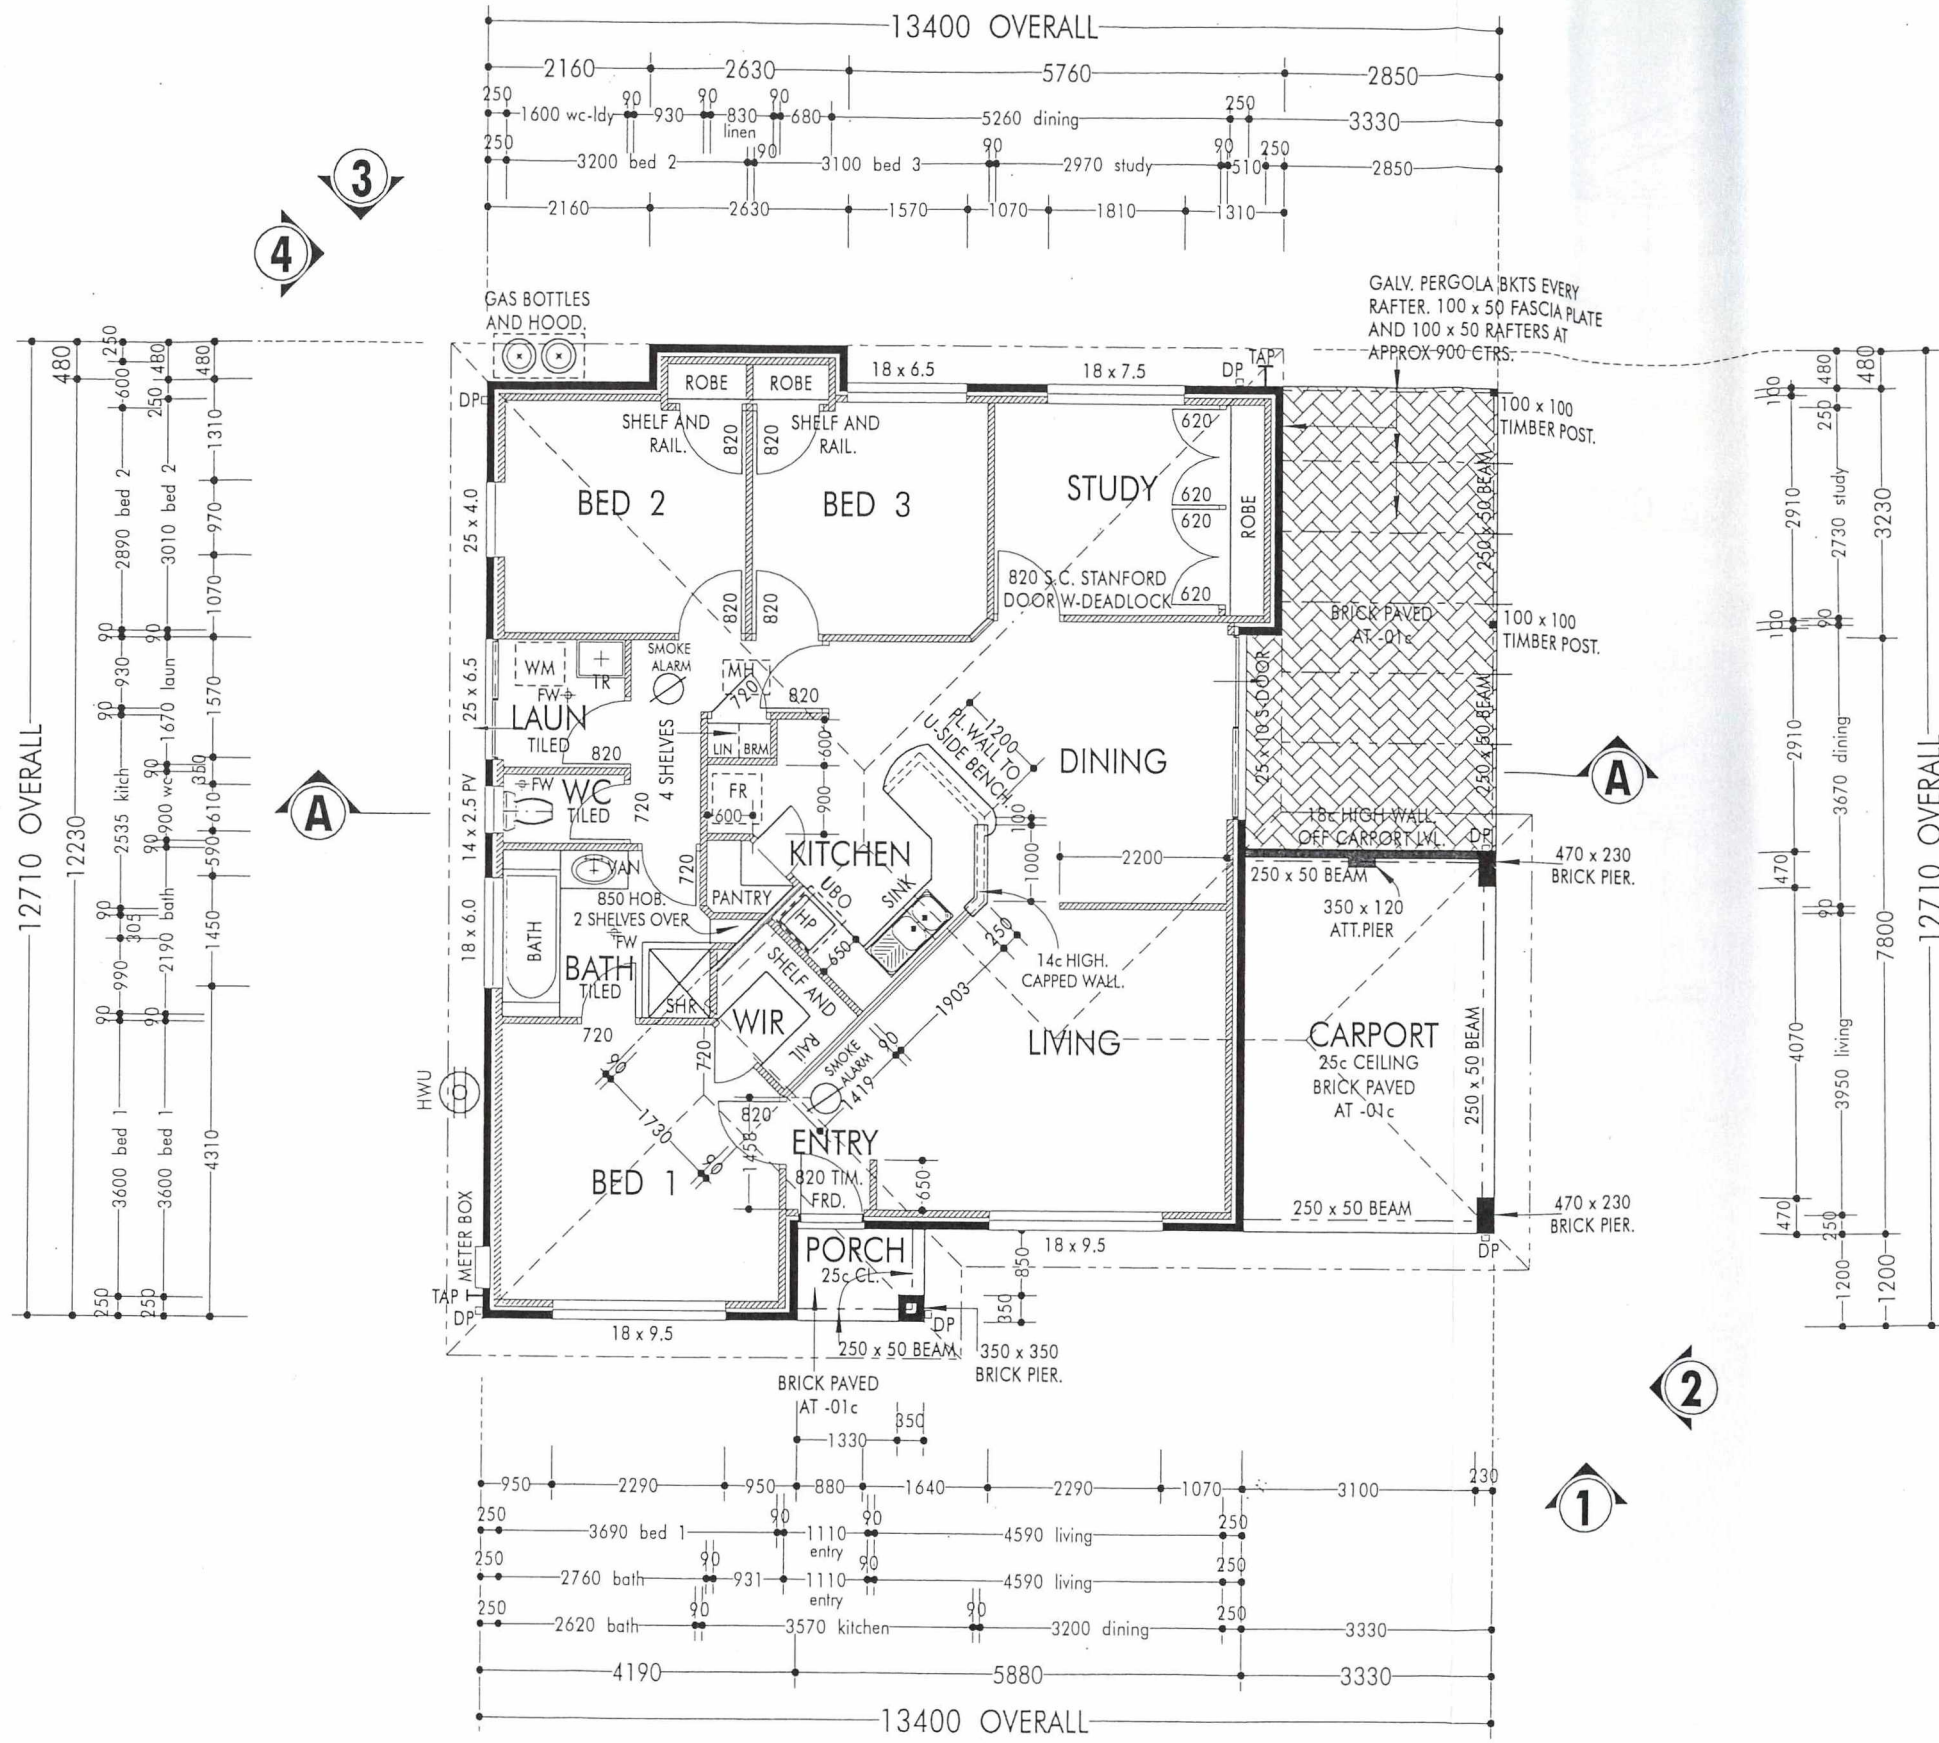 13400 OVERALL
2160 2630 5760 2850
250 1600 wc-ldy 90 930 90 830 linen 90 680 5260 dining 250 3330
250 3200 bed 2 90 3100 bed 3 90 2970 study 90 510 250 2850
2160 2630 1570 1070 1810 1310
3
4
GAS BOTTLES
AND HOOD.
GALV. PERGOLA BKTS EVERY
RAFTER. 100 x 50 FASCIA PLATE
AND 100 x 50 RAFTERS AT
APPROX 900 CTRS.
12710 OVERALL
480 12230
250 600 2890 bed 2 90 930 90 2535 kitch 90 305 990 90 3600 bed 1 250
480 250 3010 bed 2 90 1670 laun 90 900 wc 90 2190 bath 90 3600 bed 1 250
480 1310 970 1070 1570 350 610 590 1450 4310
DP
ROBE
ROBE
18 x 6.5
18 x 7.5
DP
TAP
SHELF AND
RAIL.
820
820
SHELF AND
RAIL.
620
620
620
620
ROBE
100 x 100
TIMBER POST.
250 x 50 BEAM
25 x 4.0
BED 2
BED 3
STUDY
820 S.C. STANFORD
DOOR W-DEADLOCK
820
820
BRICK PAVED
AT -01c
100 x 100
TIMBER POST.
WM
TR
FW
SMOKE
ALARM
MH
720
820
25 x 6.5
LAUN
TILED
820
4 SHELVES
LIN
BRM
600
1200
PL.WALL TO
U-SIDE BENCH.
DINING
25 x 10 S-DOOR
250 x 50 BEAM
A
A
14 x 2.5 PV
FW
WC
TILED
720
FR
600
900
100
1000
2200
18c HIGH WALL
OFF CARPORT LVL.
DP
KITCHEN
VAN
720
PANTRY
UBO
SINK
HP
650
250
850 HOB.
2 SHELVES OVER
FW
18 x 6.0
BATH
BATH
TILED
SHR
SHELF AND
RAIL
WIR
14c HIGH.
CAPPED WALL.
250 x 50 BEAM
350 x 120
ATT.PIER
470 x 230
BRICK PIER.
720
720
90
1903
90
SMOKE
ALARM
1419
LIVING
CARPORT
25c CEILING
BRICK PAVED
AT -01c
250 x 50 BEAM
HWU
1730
90
820
1458
BED 1
ENTRY
820 TIM.
FRD.
650
250 x 50 BEAM
470 x 230
BRICK PIER.
DP
METER BOX
TAP
DP
PORCH
25c CL.
18 x 9.5
18 x 9.5
850
350
DP
250 x 50 BEAM
350 x 350
BRICK PIER.
BRICK PAVED
AT -01c
100 2910 100 2910 470 4070 470
480 250 2730 study 90 3670 dining 90 3950 living 250 1200
480 3230 7800 1200
12710 OVERALL
2
1
350
1330
950 2290 950 880 1640 2290 1070 3100 230
250 3690 bed 1 90 1110 entry 90 4590 living 250
250 2760 bath 90 931 1110 entry 90 4590 living 250
250 2620 bath 90 3570 kitchen 90 3200 dining 250 3330
4190 5880 3330
13400 OVERALL